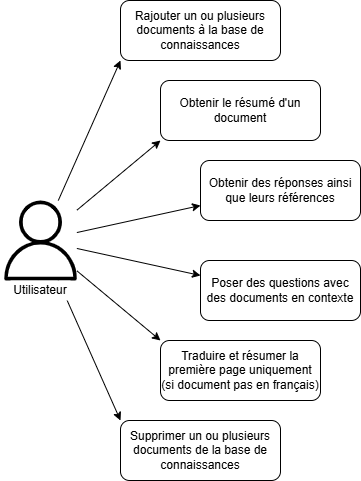 Rajouter un ou plusieurs
documents à la base de
connaissances
Obtenir le résumé d'un
document
Obtenir des réponses ainsi
que leurs références
Utilisateur
Poser des questions avec
des documents en contexte
Traduire et résumer la
première page uniquement
(si document pas en français)
Supprimer un ou plusieurs
documents de la base de
connaissances